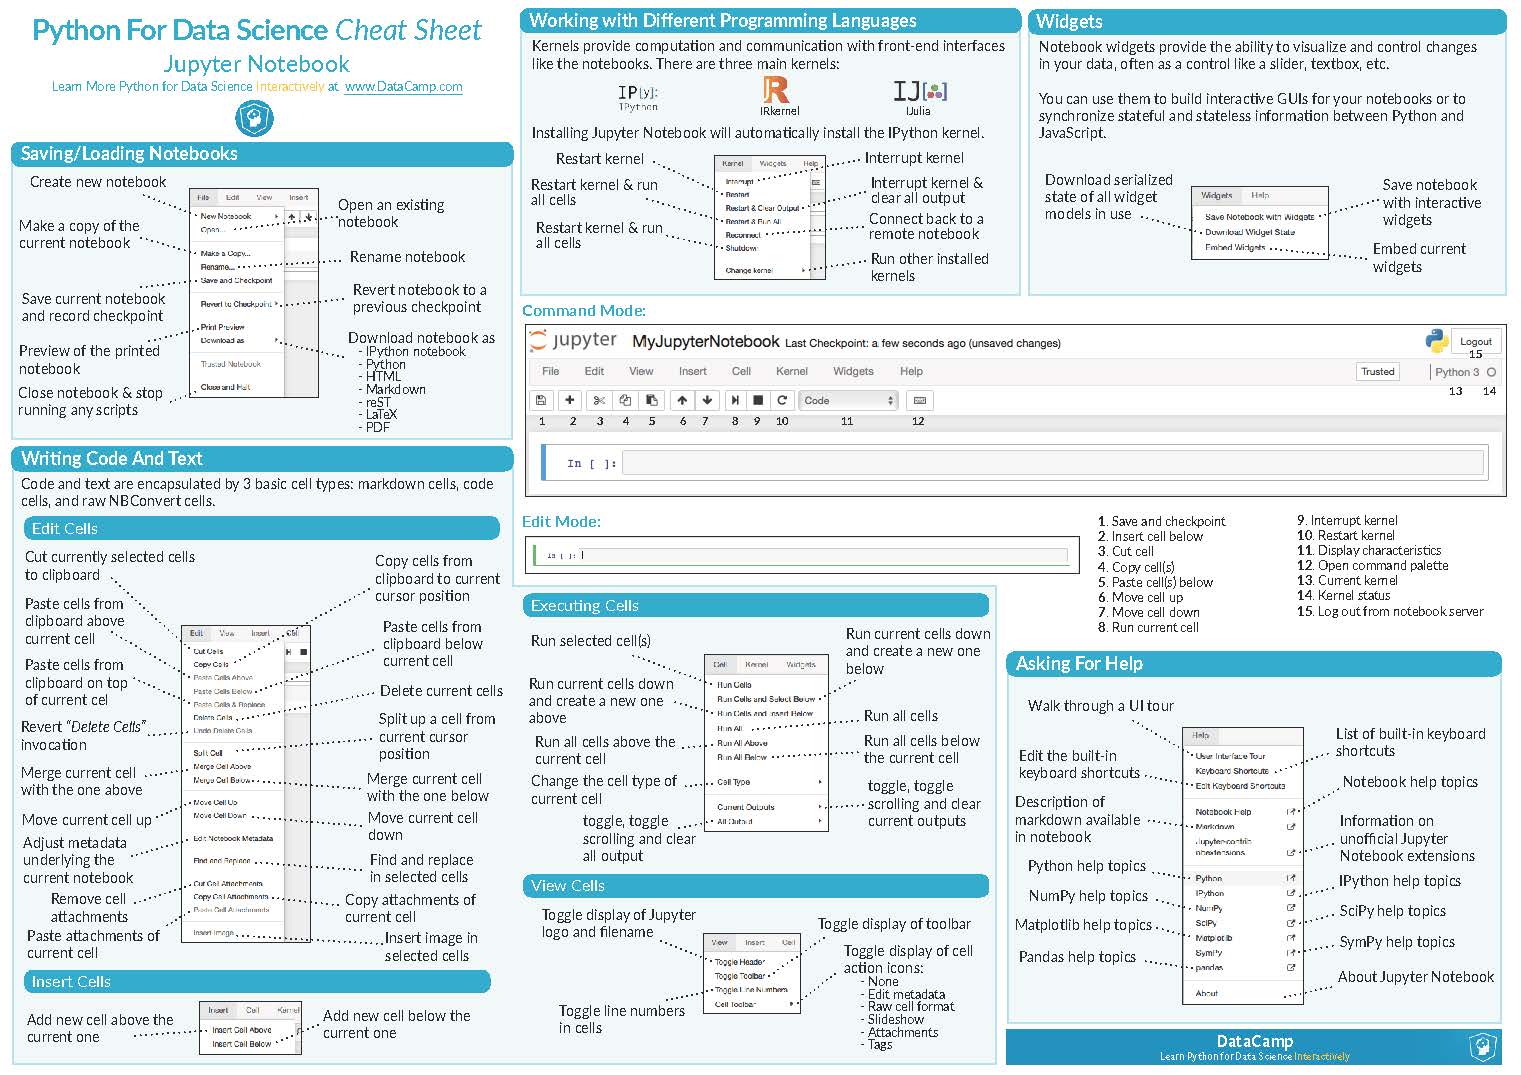 Python For Data Science Cheat Sheet
Jupyter Notebook
Learn More Python for Data Science Interactively at www.DataCamp.com
Saving/Loading Notebooks
Create new notebook
Make a copy of the
current notebook
Save current notebook
and record checkpoint
Preview of the printed
notebook
Close notebook & stop
running any scripts
File Edit View Insert
New Notebook
Open...
Make a Copy...
Rename...
Save and Checkpoint
Revert to Checkpoint
Print Preview
Download as
Trusted Notebook
Close and Halt
Open an existing
notebook
Rename notebook
Revert notebook to a
previous checkpoint
Download notebook as
- IPython notebook
- Python
- HTML
- Markdown
- reST
- LaTeX
- PDF
Writing Code And Text
Code and text are encapsulated by 3 basic cell types: markdown cells, code
cells, and raw NBConvert cells.
Edit Cells
Cut currently selected cells
to clipboard
Paste cells from
clipboard above
current cell
Paste cells from
clipboard on top
of current cel
Revert “Delete Cells”
invocation
Merge current cell
with the one above
Move current cell up
Adjust metadata
underlying the
current notebook
Remove cell
attachments
Paste attachments of
current cell
Edit View Insert Cell
Cut Cells
Copy Cells
Paste Cells Above
Paste Cells Below
Paste Cells & Replace
Delete Cells
Undo Delete Cells
Split Cell
Merge Cell Above
Merge Cell Below
Move Cell Up
Move Cell Down
Edit Notebook Metadata
Find and Replace
Cut Cell Attachments
Copy Cell Attachments
Paste Cell Attachments
Insert Image
Copy cells from
clipboard to current
cursor position
Paste cells from
clipboard below
current cell
Delete current cells
Split up a cell from
current cursor
position
Merge current cell
with the one below
Move current cell
down
Find and replace
in selected cells
Copy attachments of
current cell
Insert image in
selected cells
Insert Cells
Add new cell above the
current one
Insert Cell Kernel
Insert Cell Above
Insert Cell Below
Add new cell below the
current one
Working with Different Programming Languages
Kernels provide computation and communication with front-end interfaces
like the notebooks. There are three main kernels:
IP[y]:
IPython
R
IRkernel
IJ[]
IJulia
Installing Jupyter Notebook will automatically install the IPython kernel.
Restart kernel
Restart kernel & run
all cells
Restart kernel & run
all cells
Kernel Widgets Help
Interrupt
Restart
Restart & Clear Output
Restart & Run All
Reconnect
Shutdown
Change kernel
Interrupt kernel
Interrupt kernel &
clear all output
Connect back to a
remote notebook
Run other installed
kernels
Widgets
Notebook widgets provide the ability to visualize and control changes
in your data, often as a control like a slider, textbox, etc.
You can use them to build interactive GUIs for your notebooks or to
synchronize stateful and stateless information between Python and
JavaScript.
Download serialized
state of all widget
models in use
Widgets Help
Save Notebook with Widgets
Download Widget State
Embed Widgets
Save notebook
with interactive
widgets
Embed current
widgets
Command Mode:
jupyter MyJupyterNotebook Last Checkpoint: a few seconds ago (unsaved changes)
Logout
15
File Edit View Insert Cell Kernel Widgets Help
Trusted
Python 3
13 14
Code
1 2 3 4 5 6 7 8 9 10 11 12
In [ ]:
Edit Mode:
In [ ]:
1. Save and checkpoint
2. Insert cell below
3. Cut cell
4. Copy cell(s)
5. Paste cell(s) below
6. Move cell up
7. Move cell down
8. Run current cell
9. Interrupt kernel
10. Restart kernel
11. Display characteristics
12. Open command palette
13. Current kernel
14. Kernel status
15. Log out from notebook server
Executing Cells
Run selected cell(s)
Run current cells down
and create a new one
above
Run all cells above the
current cell
Change the cell type of
current cell
toggle, toggle
scrolling and clear
all output
Cell Kernel Widgets
Run Cells
Run Cells and Select Below
Run Cells and Insert Below
Run All
Run All Above
Run All Below
Cell Type
Current Outputs
All Output
Run current cells down
and create a new one
below
Run all cells
Run all cells below
the current cell
toggle, toggle
scrolling and clear
current outputs
View Cells
Toggle display of Jupyter
logo and filename
Toggle line numbers
in cells
View Insert Cell
Toggle Header
Toggle Toolbar
Toggle Line Numbers
Cell Toolbar
Toggle display of toolbar
Toggle display of cell
action icons:
- None
- Edit metadata
- Raw cell format
- Slideshow
- Attachments
- Tags
Asking For Help
Walk through a UI tour
Edit the built-in
keyboard shortcuts
Description of
markdown available
in notebook
Python help topics
NumPy help topics
Matplotlib help topics
Pandas help topics
Help
User Interface Tour
Keyboard Shortcuts
Edit Keyboard Shortcuts
Notebook Help
Markdown
Jupyter-contrib
nbextensions
Python
IPython
NumPy
SciPy
Matplotlib
SymPy
pandas
About
List of built-in keyboard
shortcuts
Notebook help topics
Information on
unofficial Jupyter
Notebook extensions
IPython help topics
SciPy help topics
SymPy help topics
About Jupyter Notebook
DataCamp
Learn Python for Data Science Interactively